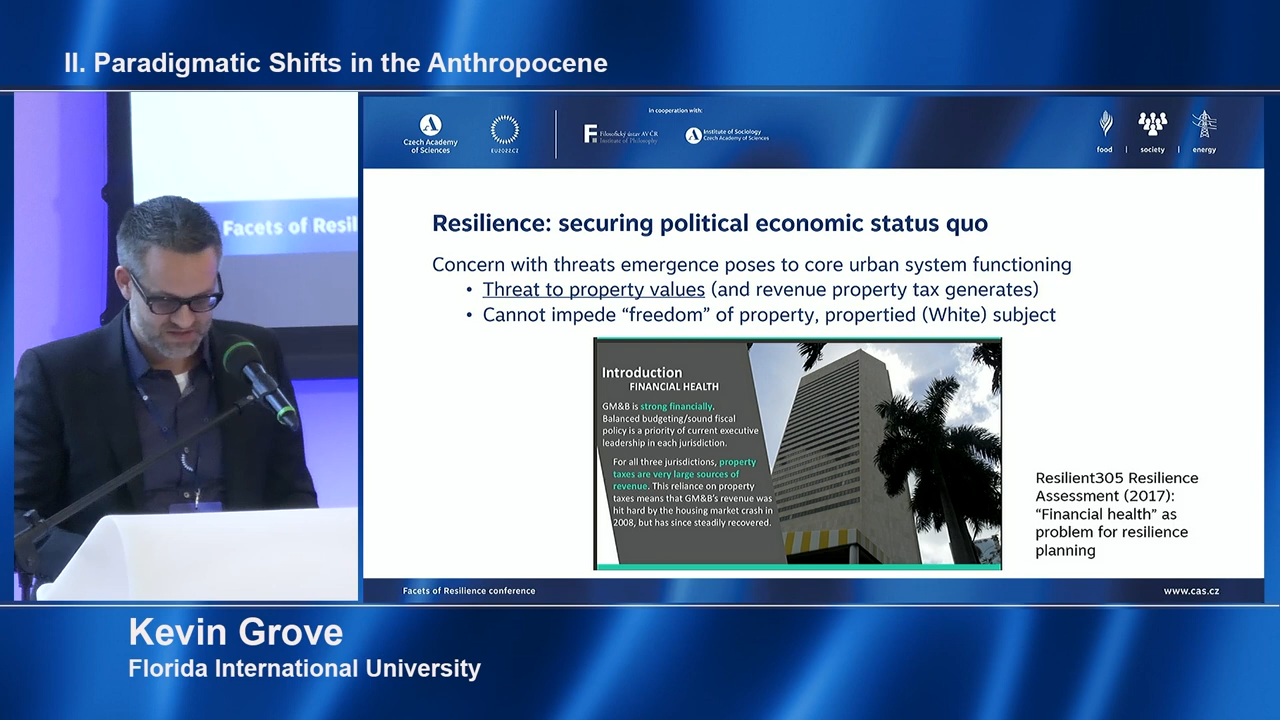 II. Paradigmatic Shifts in the Anthropocene
Facets of Resil
In cooperation with:
Czech Academy
of Sciences
EU2022.CZ
Filosofický ústav AV ČR
Institute of Philosophy
Institute of Sociology
Czech Academy of Sciences
food | society | energy
Resilience: securing political economic status quo
Concern with threats emergence poses to core urban system functioning
• Threat to property values (and revenue property tax generates)
• Cannot impede “freedom” of property, propertied (White) subject
Introduction
FINANCIAL HEALTH
GM&B is strong financially.
Balanced budgeting/sound fiscal
policy is a priority of current executive
leadership in each jurisdiction.
For all three jurisdictions, property
taxes are very large sources of
revenue. This reliance on property
taxes means that GM&B's revenue was
hit hard by the housing market crash in
2008, but has since steadily recovered.
Resilient305 Resilience
Assessment (2017):
“Financial health” as
problem for resilience
planning
Facets of Resilience conference
www.cas.cz
Kevin Grove
Florida International University